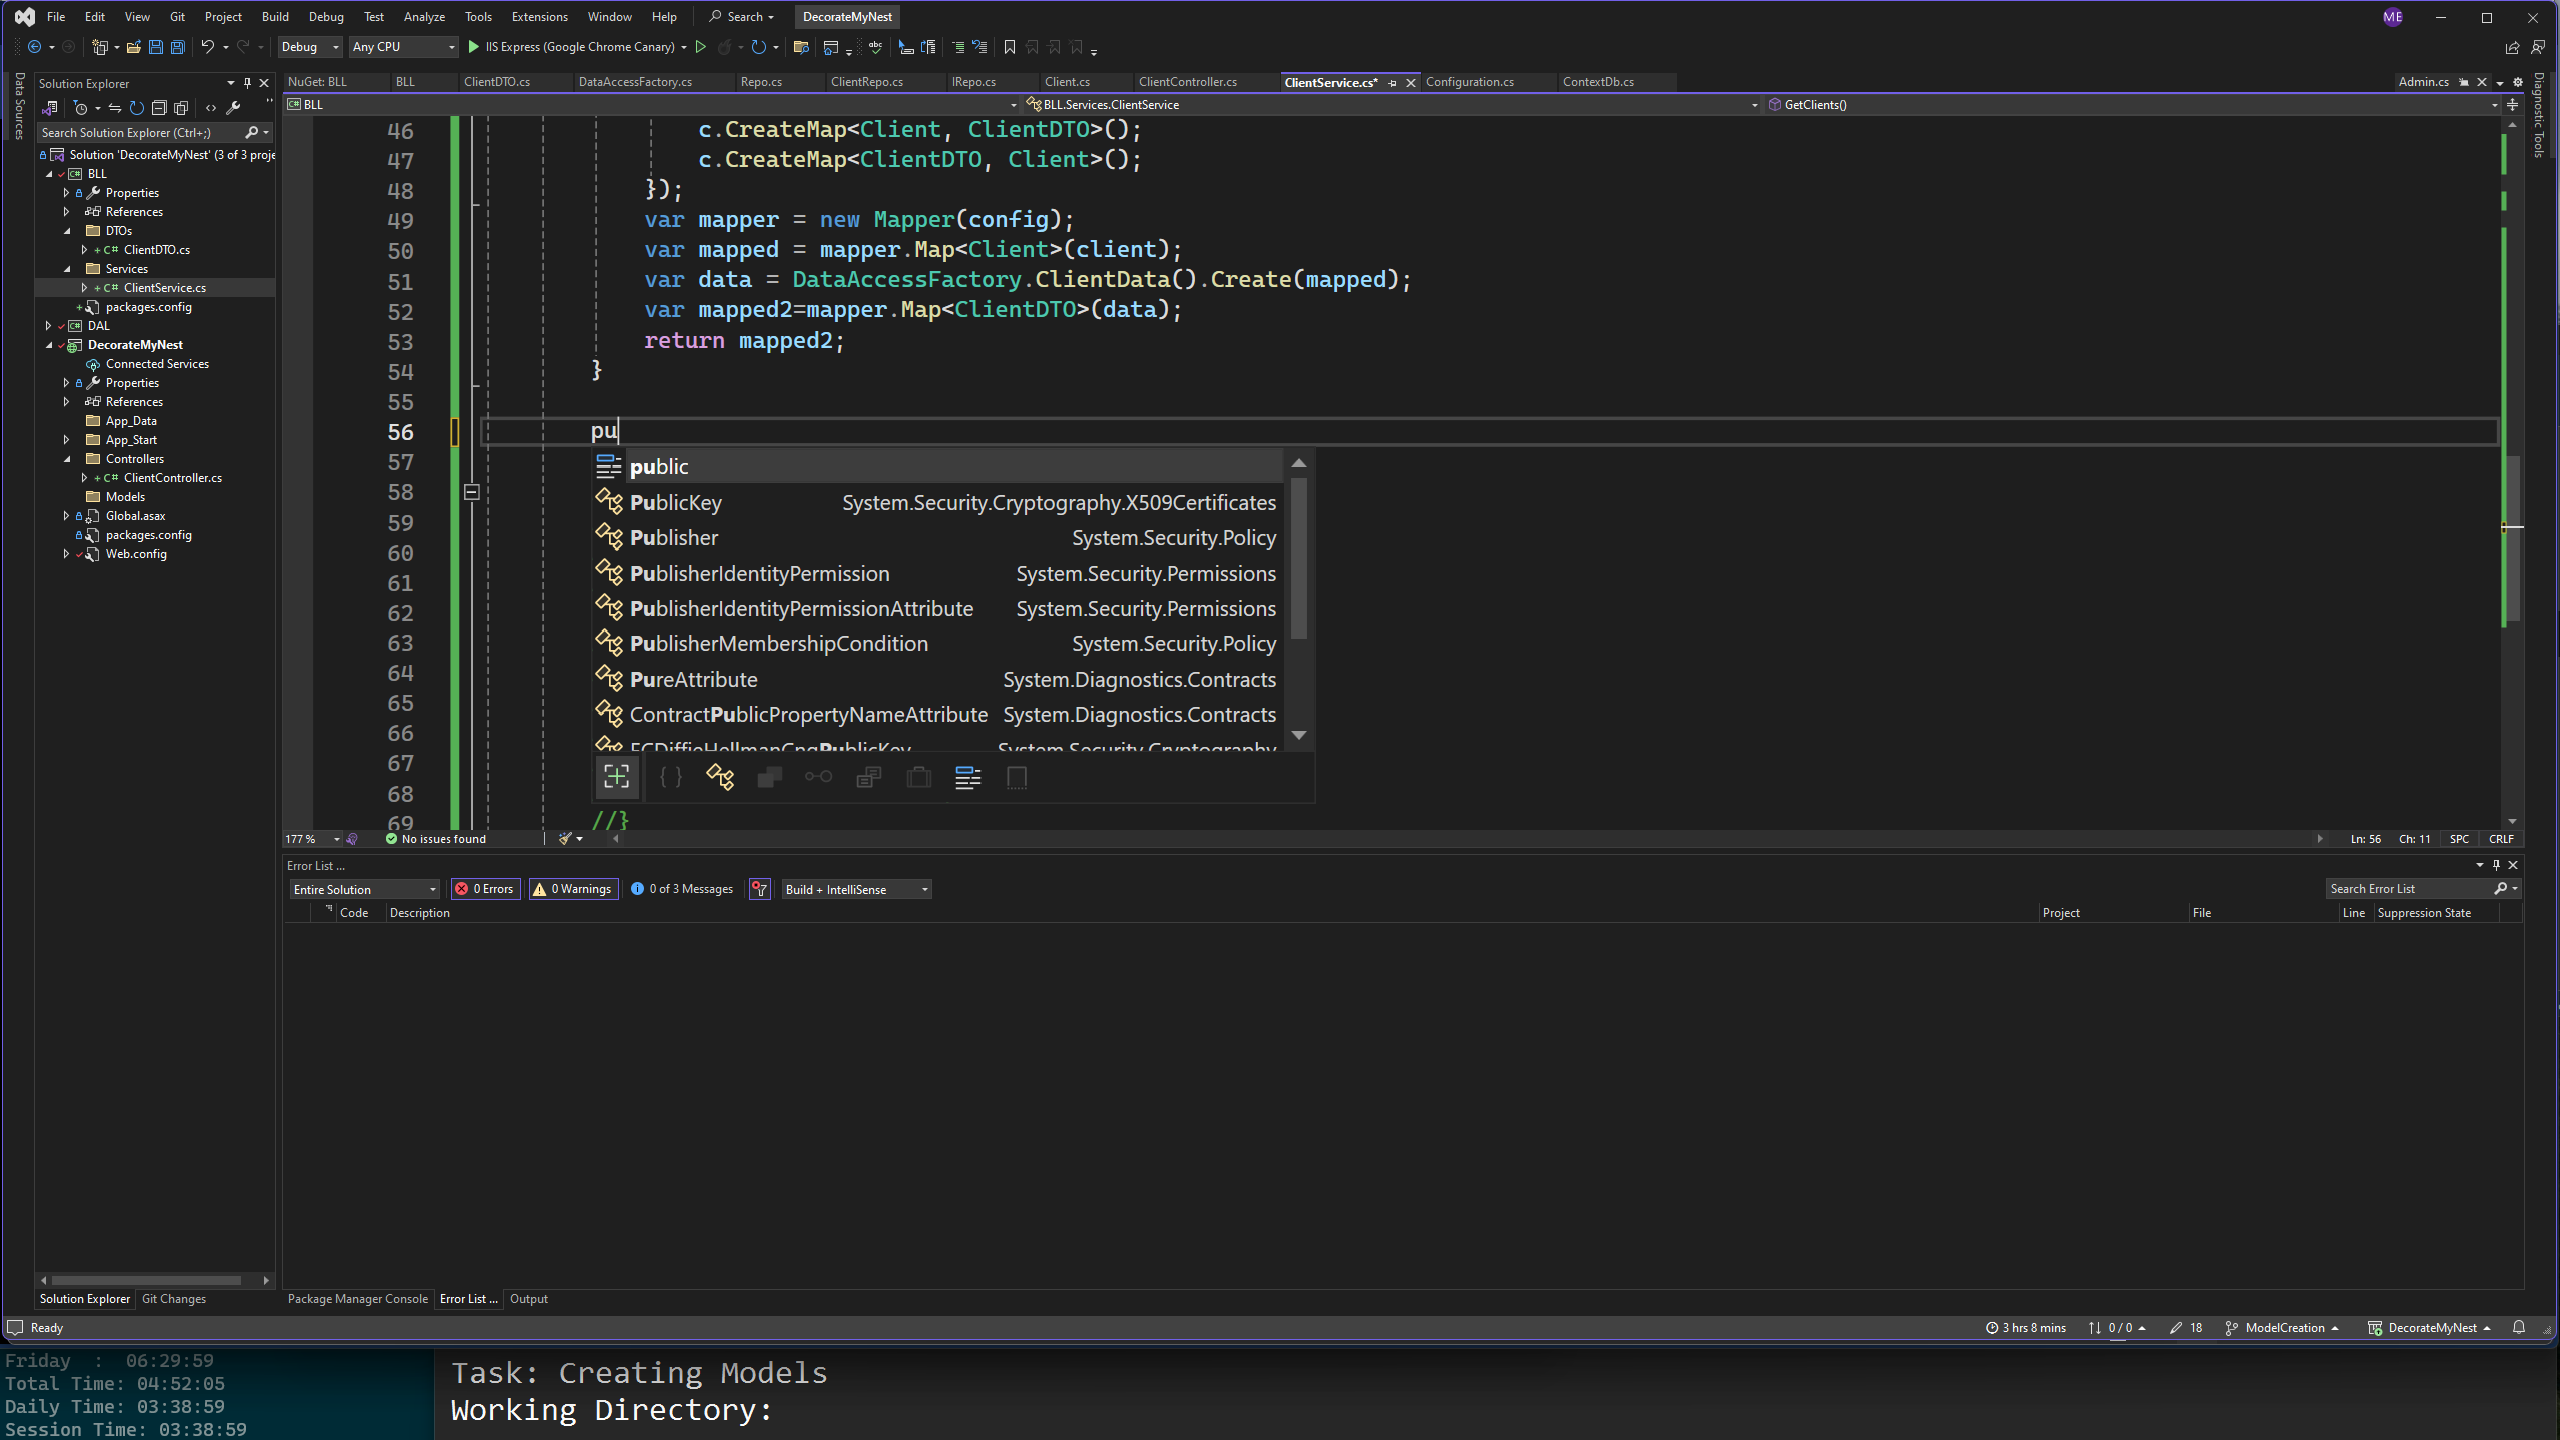 File Edit View Git Project Build Debug Test Analyze Tools Extensions Window Help Search DecorateMyNest ME
Debug Any CPU IIS Express (Google Chrome Canary)
Data Sources
Solution Explorer
Search Solution Explorer (Ctrl+;)
Solution 'DecorateMyNest' (3 of 3 proje
BLL
Properties
References
DTOs
ClientDTO.cs
Services
ClientService.cs
packages.config
DAL
DecorateMyNest
Connected Services
Properties
References
App_Data
App_Start
Controllers
ClientController.cs
Models
Global.asax
packages.config
Web.config
Solution Explorer Git Changes
NuGet: BLL BLL ClientDTO.cs DataAccessFactory.cs Repo.cs ClientRepo.cs IRepo.cs Client.cs ClientController.cs ClientService.cs* Configuration.cs ContextDb.cs Admin.cs
BLL BLL.Services.ClientService GetClients()
Diagnostic Tools
46 c.CreateMap<Client, ClientDTO>();
47 c.CreateMap<ClientDTO, Client>();
48 });
49 var mapper = new Mapper(config);
50 var mapped = mapper.Map<Client>(client);
51 var data = DataAccessFactory.ClientData().Create(mapped);
52 var mapped2=mapper.Map<ClientDTO>(data);
53 return mapped2;
54 }
55
56 pu
57 public
58 PublicKey System.Security.Cryptography.X509Certificates
59 Publisher System.Security.Policy
60 PublisherIdentityPermission System.Security.Permissions
61 PublisherIdentityPermissionAttribute System.Security.Permissions
62 PublisherMembershipCondition System.Security.Policy
63 PureAttribute System.Diagnostics.Contracts
64 ContractPublicPropertyNameAttribute System.Diagnostics.Contracts
65 ECDiffieHellmanCngPublicKey System.Security.Cryptography
66
67
68
69 //}
177 % No issues found Ln: 56 Ch: 11 SPC CRLF
Error List ...
Entire Solution 0 Errors 0 Warnings 0 of 3 Messages Build + IntelliSense Search Error List
Code Description Project File Line Suppression State
Package Manager Console Error List ... Output
Ready 3 hrs 8 mins 0 / 0 18 ModelCreation DecorateMyNest
Friday : 06:29:59
Total Time: 04:52:05
Daily Time: 03:38:59
Session Time: 03:38:59
Task: Creating Models
Working Directory: